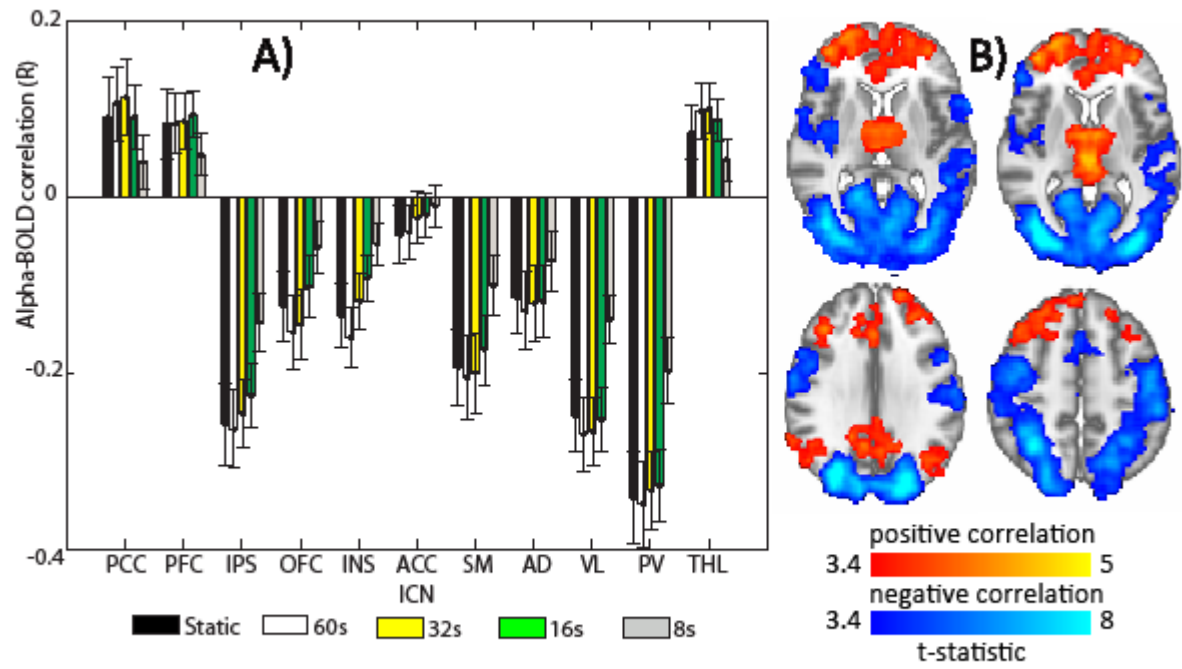 A)
B)
Alpha-BOLD correlation (R)
0.2
0
-0.2
-0.4
PCC PFC IPS OFC INS ACC SM AD VL PV THL
ICN
Static 60s 32s 16s 8s
positive correlation
3.4 5
negative correlation
3.4 8
t-statistic